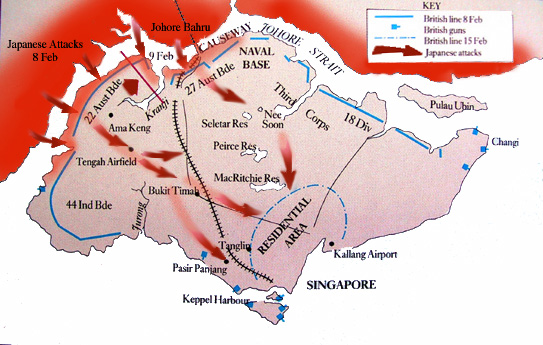 KEY
British line 8 Feb
British guns
British line 15 Feb
Japanese attacks
Johore Bahru
Japanese Attacks
8 Feb
9 Feb
CAUSEWAY
JOHORE STRAIT
NAVAL
BASE
22 Aust Bde
27 Aust Bde
Kranji
Third
Corps
18 Div
Pulau Ubin
Ama Keng
Seletar Res
Nee
Soon
Changi
Peirce Res
Tengah Airfield
MacRitchie Res
Bukit Timah
44 Ind Bde
Jurong
RESIDENTIAL
AREA
Tanglin
Kallang Airport
Pasir Panjang
SINGAPORE
Keppel Harbour